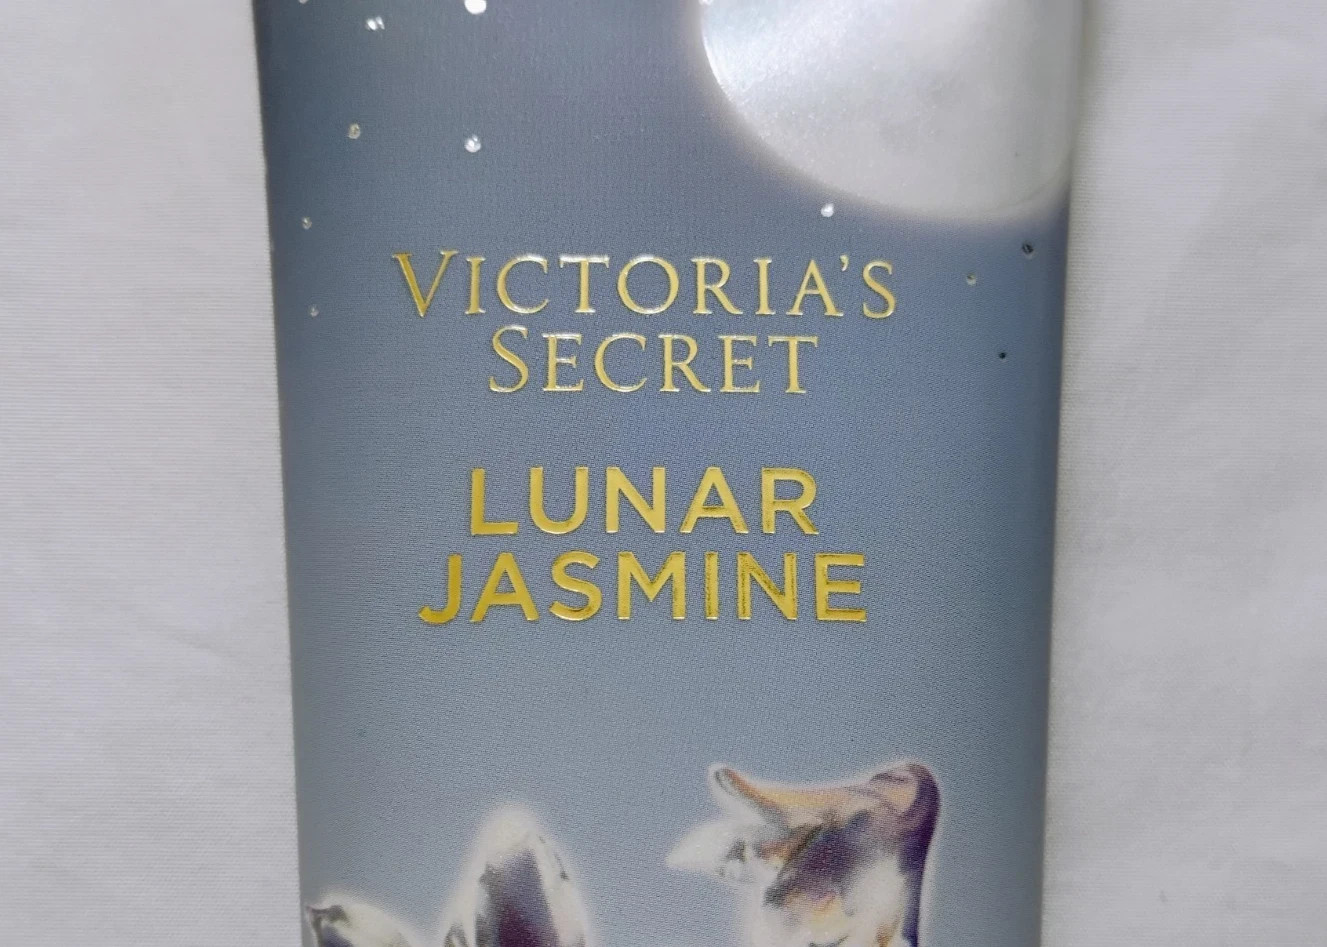 VICTORIA'S
SECRET
LUNAR
JASMINE